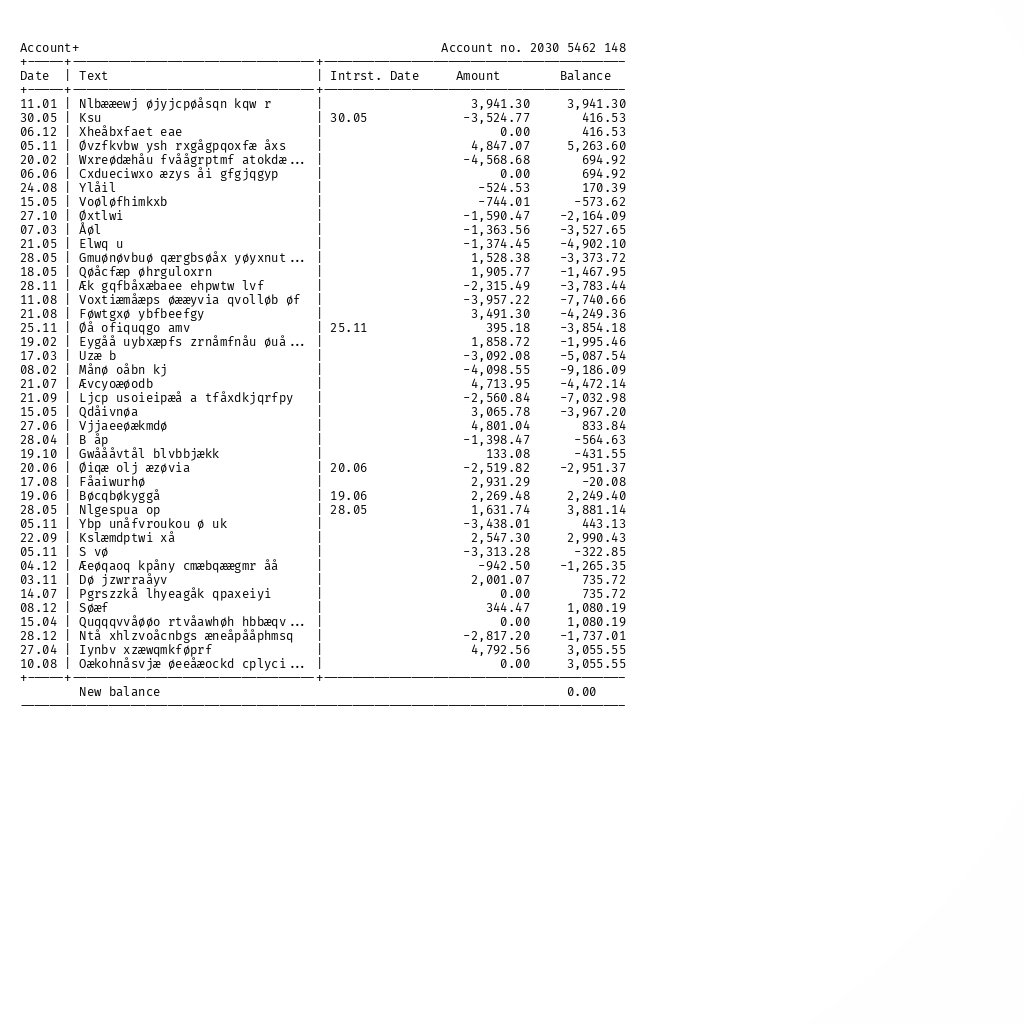 Account+ Account no. 2030 5462 148
+-----+---------------------------------+-----------------------------------------
Date | Text | Intrst. Date Amount Balance
+-----+---------------------------------+-----------------------------------------
11.01 | Nlbææewj øjyjcpøåsqn kqw r | 3,941.30 3,941.30
30.05 | Ksu | 30.05 -3,524.77 416.53
06.12 | Xheåbxfaet eae | 0.00 416.53
05.11 | Øvzfkvbw ysh rxgågpqoxfæ åxs | 4,847.07 5,263.60
20.02 | Wxreødæhåu fvåågrptmf atokdæ... | -4,568.68 694.92
06.06 | Cxdueciwxo æzys åi gfgjqgyp | 0.00 694.92
24.08 | Ylåil | -524.53 170.39
15.05 | Voøløfhimkxb | -744.01 -573.62
27.10 | Øxtlwi | -1,590.47 -2,164.09
07.03 | Åøl | -1,363.56 -3,527.65
21.05 | Elwq u | -1,374.45 -4,902.10
28.05 | Gmuønøvbuø qærgbsøåx yøyxnut... | 1,528.38 -3,373.72
18.05 | Qøåcfæp øhrguloxrn | 1,905.77 -1,467.95
28.11 | Æk gqfbåxæbaee ehpwtw lvf | -2,315.49 -3,783.44
11.08 | Voxtiæmåæps øææyvia qvolløb øf | -3,957.22 -7,740.66
21.08 | Føwtgxø ybfbeefgy | 3,491.30 -4,249.36
25.11 | Øå ofiquqgo amv | 25.11 395.18 -3,854.18
19.02 | Eygåå uybxæpfs zrnåmfnåu øuå... | 1,858.72 -1,995.46
17.03 | Uzæ b | -3,092.08 -5,087.54
08.02 | Månø oåbn kj | -4,098.55 -9,186.09
21.07 | Ævcyoæøodb | 4,713.95 -4,472.14
21.09 | Ljcp usoieipæå a tfåxdkjqrfpy | -2,560.84 -7,032.98
15.05 | Qdåivnøa | 3,065.78 -3,967.20
27.06 | Vjjaeeøækmdø | 4,801.04 833.84
28.04 | B åp | -1,398.47 -564.63
19.10 | Gwåååvtål blvbbjækk | 133.08 -431.55
20.06 | Øiqæ olj æzøvia | 20.06 -2,519.82 -2,951.37
17.08 | Fåaiwurhø | 2,931.29 -20.08
19.06 | Bøcqbøkyggå | 19.06 2,269.48 2,249.40
28.05 | Nlgespua op | 28.05 1,631.74 3,881.14
05.11 | Ybp unåfvroukou ø uk | -3,438.01 443.13
22.09 | Kslæmdptwi xå | 2,547.30 2,990.43
05.11 | S vø | -3,313.28 -322.85
04.12 | Æeøqaoq kpåny cmæbqæægmr åå | -942.50 -1,265.35
03.11 | Dø jzwrraåyv | 2,001.07 735.72
14.07 | Pgrszzkå lhyeagåk qpaxeiyi | 0.00 735.72
08.12 | Søæf | 344.47 1,080.19
15.04 | Quqqqvvåøøo rtvåawhøh hbbæqv... | 0.00 1,080.19
28.12 | Ntå xhlzvoåcnbgs æneåpååphmsq | -2,817.20 -1,737.01
27.04 | Iynbv xzæwqmkføprf | 4,792.56 3,055.55
10.08 | Oækohnåsvjæ øeeåæockd cplyci... | 0.00 3,055.55
+-----+---------------------------------+-----------------------------------------
New balance 0.00
----------------------------------------------------------------------------------